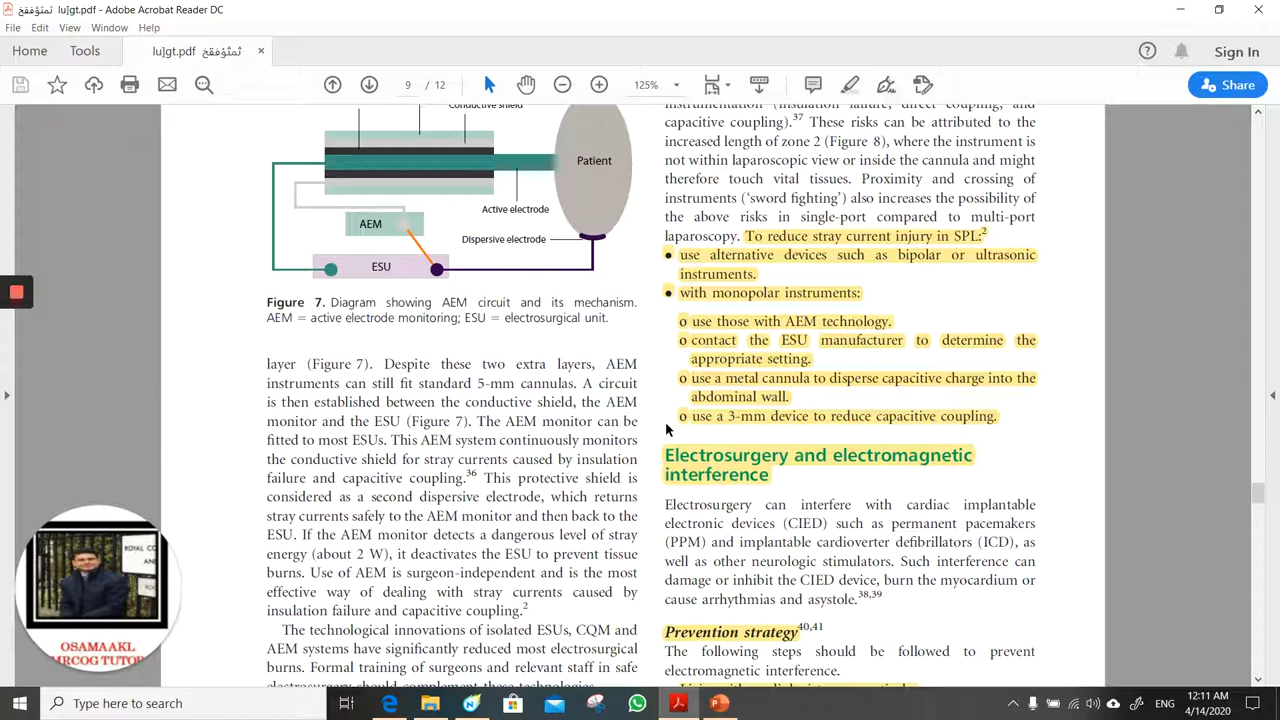 ثمثؤفقخ lu]gt.pdf - Adobe Acrobat Reader DC
File Edit View Window Help
Home Tools ثمثؤفقخ lu]gt.pdf × Sign In
9 / 12 125% Share
Conductive shield
Patient
Active electrode
AEM
Dispersive electrode
ESU
Figure 7. Diagram showing AEM circuit and its mechanism.
AEM = active electrode monitoring; ESU = electrosurgical unit.
layer (Figure 7). Despite these two extra layers, AEM
instruments can still fit standard 5-mm cannulas. A circuit
is then established between the conductive shield, the AEM
monitor and the ESU (Figure 7). The AEM monitor can be
fitted to most ESUs. This AEM system continuously monitors
the conductive shield for stray currents caused by insulation
failure and capacitive coupling.36 This protective shield is
considered as a second dispersive electrode, which returns
stray currents safely to the AEM monitor and then back to the
ESU. If the AEM monitor detects a dangerous level of stray
energy (about 2 W), it deactivates the ESU to prevent tissue
burns. Use of AEM is surgeon-independent and is the most
effective way of dealing with stray currents caused by
insulation failure and capacitive coupling.2
The technological innovations of isolated ESUs, CQM and
AEM systems have significantly reduced most electrosurgical
burns. Formal training of surgeons and relevant staff in safe
electrosurgery should complement these technologies
instrumentation (insulation failure, direct coupling, and
capacitive coupling).37 These risks can be attributed to the
increased length of zone 2 (Figure 8), where the instrument is
not within laparoscopic view or inside the cannula and might
therefore touch vital tissues. Proximity and crossing of
instruments ('sword fighting') also increases the possibility of
the above risks in single-port compared to multi-port
laparoscopy. To reduce stray current injury in SPL:2
• use alternative devices such as bipolar or ultrasonic
instruments.
• with monopolar instruments:
o use those with AEM technology.
o contact the ESU manufacturer to determine the
appropriate setting.
o use a metal cannula to disperse capacitive charge into the
abdominal wall.
o use a 3-mm device to reduce capacitive coupling.
Electrosurgery and electromagnetic
interference
Electrosurgery can interfere with cardiac implantable
electronic devices (CIED) such as permanent pacemakers
(PPM) and implantable cardioverter defibrillators (ICD), as
well as other neurologic stimulators. Such interference can
damage or inhibit the CIED device, burn the myocardium or
cause arrhythmias and asystole.38,39
Prevention strategy40,41
The following steps should be followed to prevent
electromagnetic interference.
ROYAL CO
OSAMA AKL
MRCOG TUTOR
Type here to search
ENG
12:11 AM
4/14/2020